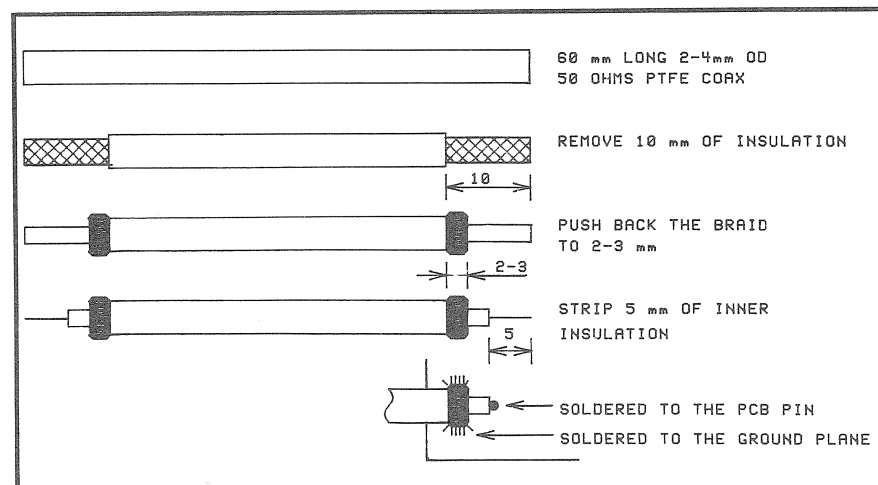 60 mm LONG 2-4mm OD
50 OHMS PTFE COAX
REMOVE 10 mm OF INSULATION
10
PUSH BACK THE BRAID
TO 2-3 mm
2-3
STRIP 5 mm OF INNER
INSULATION
5
SOLDERED TO THE PCB PIN
SOLDERED TO THE GROUND PLANE